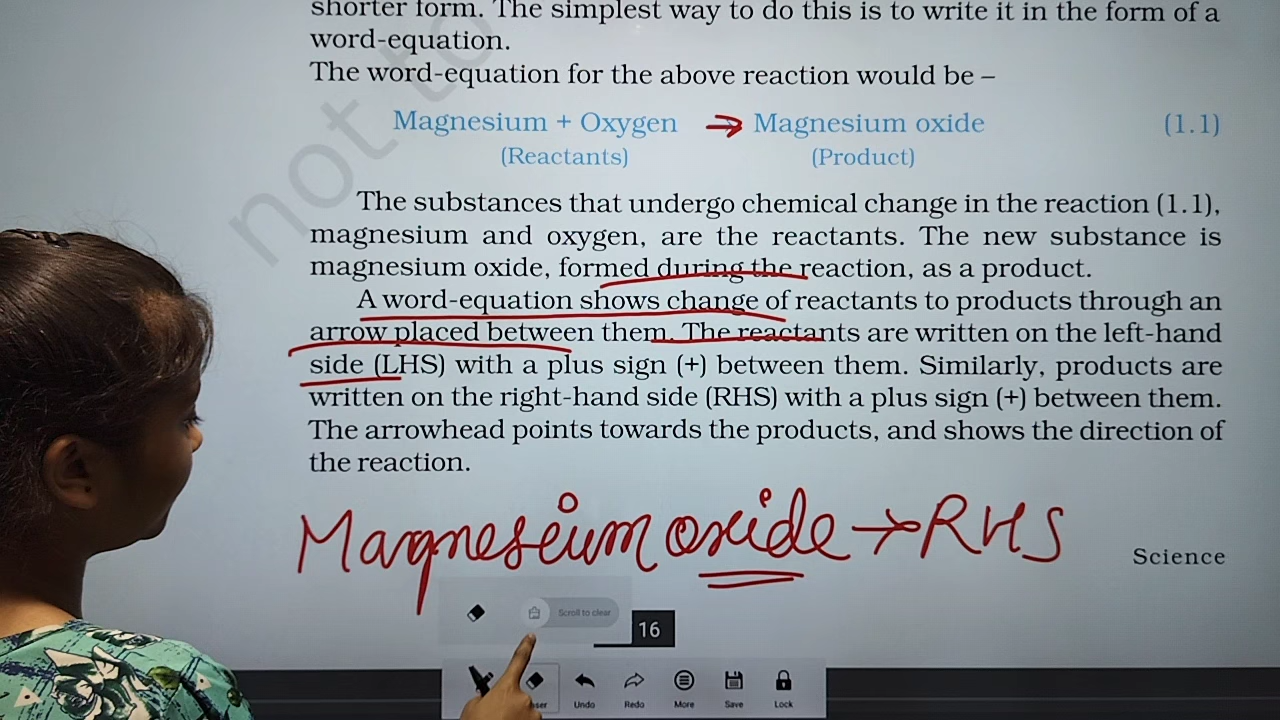 shorter form. The simplest way to do this is to write it in the form of a
word-equation.
The word-equation for the above reaction would be –
Magnesium + Oxygen → Magnesium oxide (1.1)
(Reactants) (Product)
The substances that undergo chemical change in the reaction (1.1),
magnesium and oxygen, are the reactants. The new substance is
magnesium oxide, formed during the reaction, as a product.
A word-equation shows change of reactants to products through an
arrow placed between them. The reactants are written on the left-hand
side (LHS) with a plus sign (+) between them. Similarly, products are
written on the right-hand side (RHS) with a plus sign (+) between them.
The arrowhead points towards the products, and shows the direction of
the reaction.
Magneseium oxide → RHS
Science
not to
Scroll to clear
16
Undo Redo More Save Lock